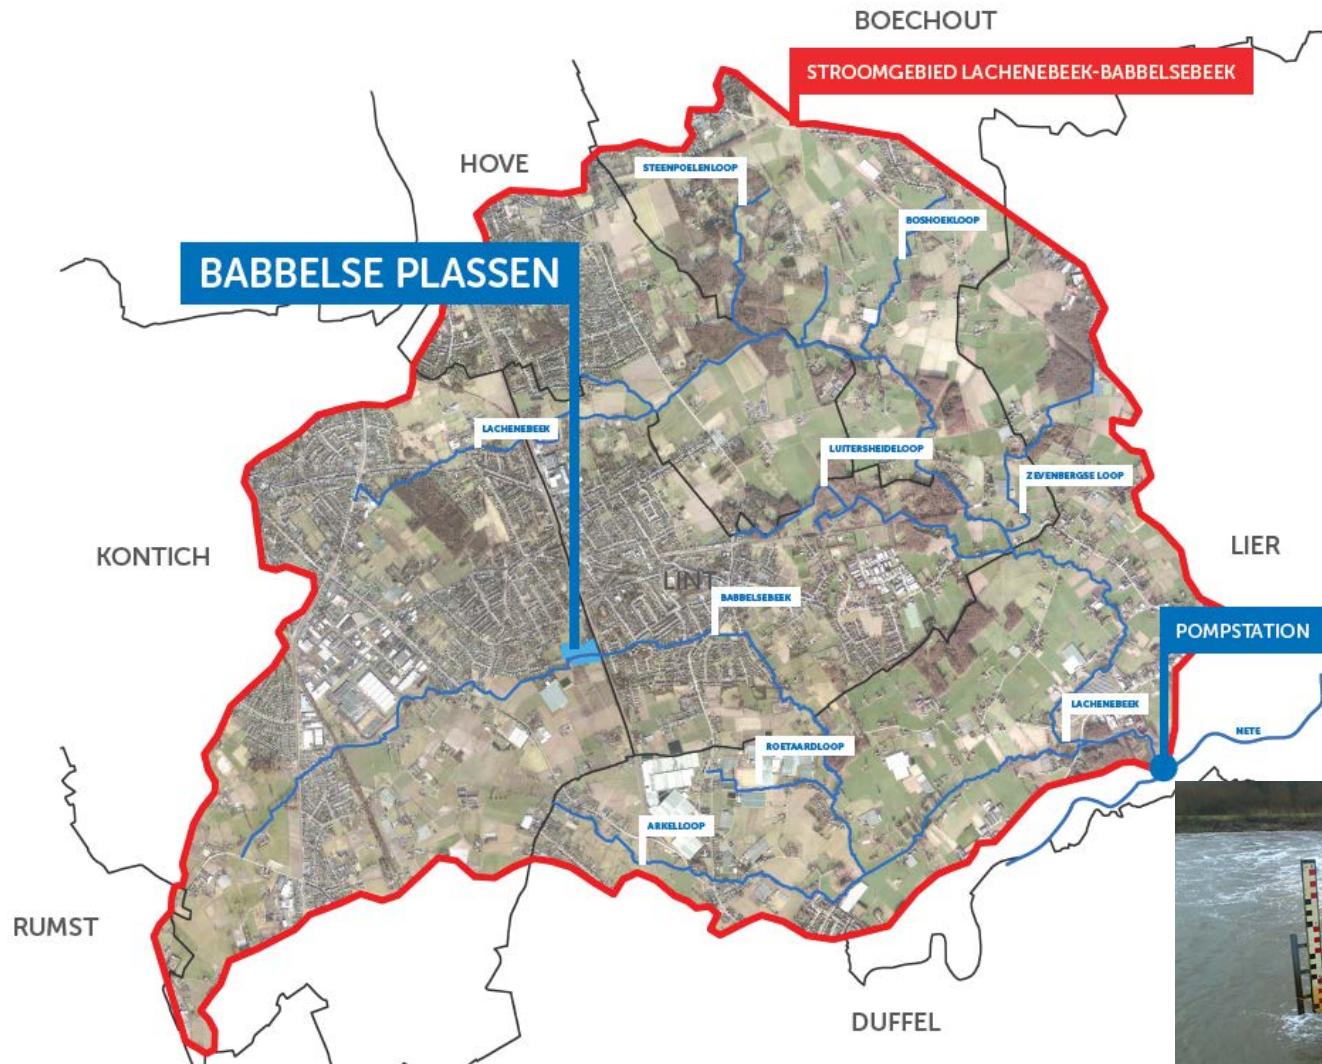 BOECHOUT
STROOMGEBIED LACHENEBEEK-BABBELSEBEEK
HOVE
STEENPOELENLOOP
BOSHOEKLOOP
BABBELSE PLASSEN
LACHENEBEEK
LUITERSHEIDELOOP
ZEVENBERGSE LOOP
KONTICH
LIER
LINT
BABBELSEBEEK
POMPSTATION
LACHENEBEEK
NETE
ROETAARDLOOP
ARKELLOOP
RUMST
DUFFEL